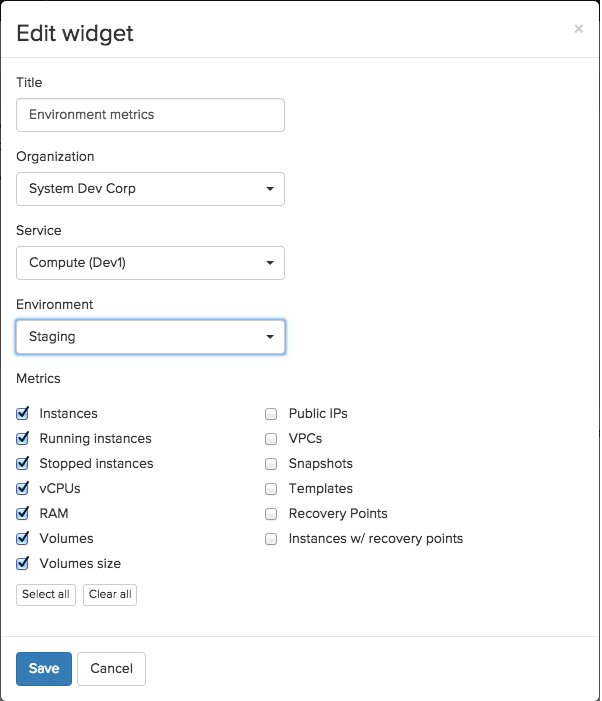 Edit widget
×
Title
Environment metrics
Organization
System Dev Corp
Service
Compute (Dev1)
Environment
Staging
Metrics
Instances
Running instances
Stopped instances
vCPUs
RAM
Volumes
Volumes size
Public IPs
VPCs
Snapshots
Templates
Recovery Points
Instances w/ recovery points
Select all
Clear all
Save
Cancel